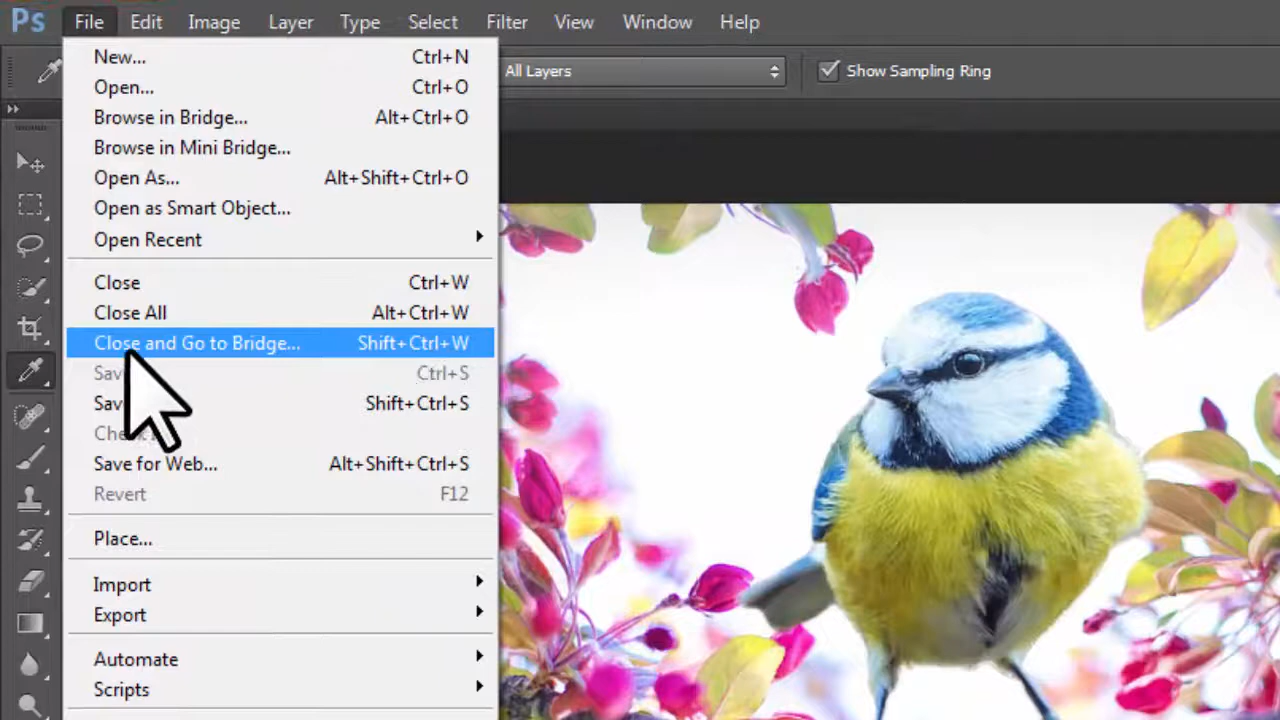 Ps File Edit Image Layer Type Select Filter View Window Help
All Layers Show Sampling Ring
New... Ctrl+N
Open... Ctrl+O
Browse in Bridge... Alt+Ctrl+O
Browse in Mini Bridge...
Open As... Alt+Shift+Ctrl+O
Open as Smart Object...
Open Recent
Close Ctrl+W
Close All Alt+Ctrl+W
Close and Go to Bridge... Shift+Ctrl+W
Ctrl+S
Shift+Ctrl+S
Save for Web... Alt+Shift+Ctrl+S
Revert F12
Place...
Import
Export
Automate
Scripts